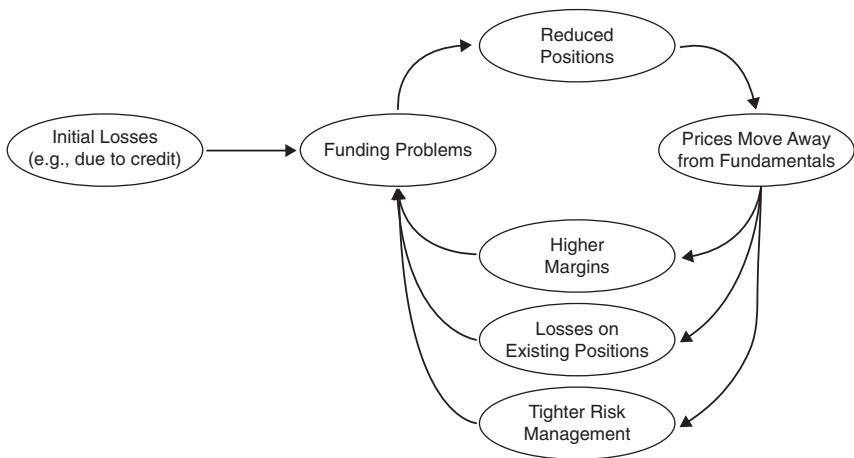 Reduced
Positions
Initial Losses
(e.g., due to credit)
Funding Problems
Prices Move Away
from Fundamentals
Higher
Margins
Losses on
Existing Positions
Tighter Risk
Management